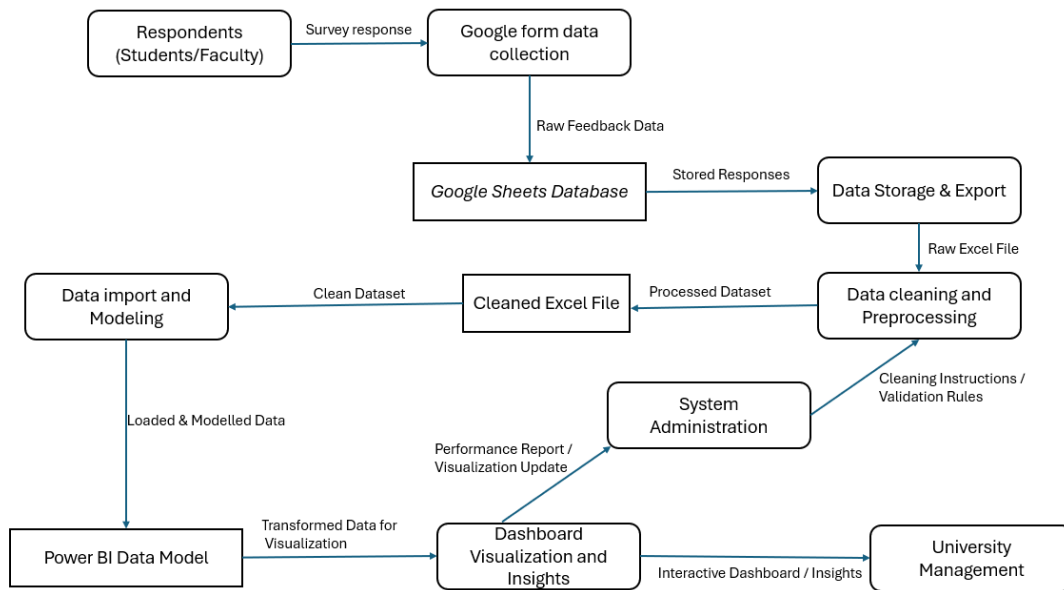 Respondents
(Students/Faculty)
Survey response
Google form data
collection
Raw Feedback Data
Google Sheets Database
Stored Responses
Data Storage & Export
Raw Excel File
Data import and
Modeling
Clean Dataset
Cleaned Excel File
Processed Dataset
Data cleaning and
Preprocessing
System
Administration
Cleaning Instructions /
Validation Rules
Loaded & Modelled Data
Performance Report /
Visualization Update
Power BI Data Model
Transformed Data for
Visualization
Dashboard
Visualization and
Insights
Interactive Dashboard / Insights
University
Management